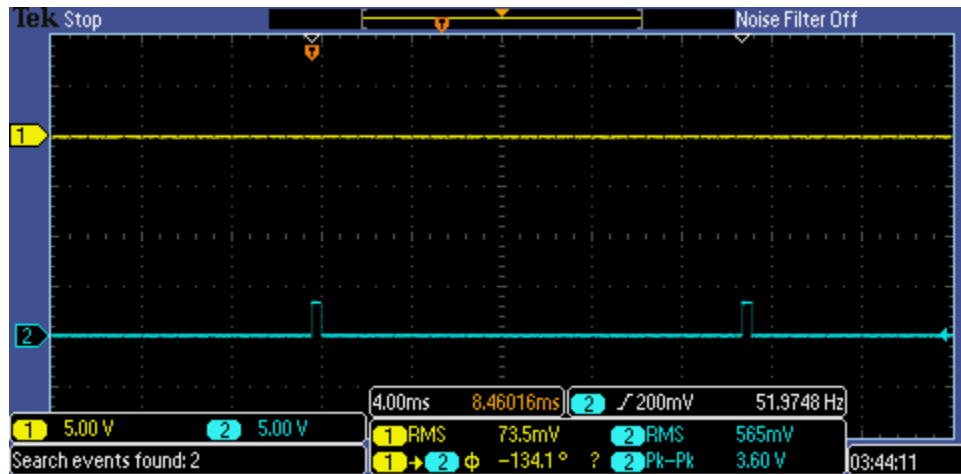 Tek Stop Noise Filter Off
T
T
1
2
4.00ms 8.46016ms 2 200mV 51.9748 Hz
1 5.00 V 2 5.00 V
1 RMS 73.5mV 2 RMS 565mV
1→2 ϕ −134.1 ° ? 2 Pk−Pk 3.60 V
Search events found: 2
03:44:11